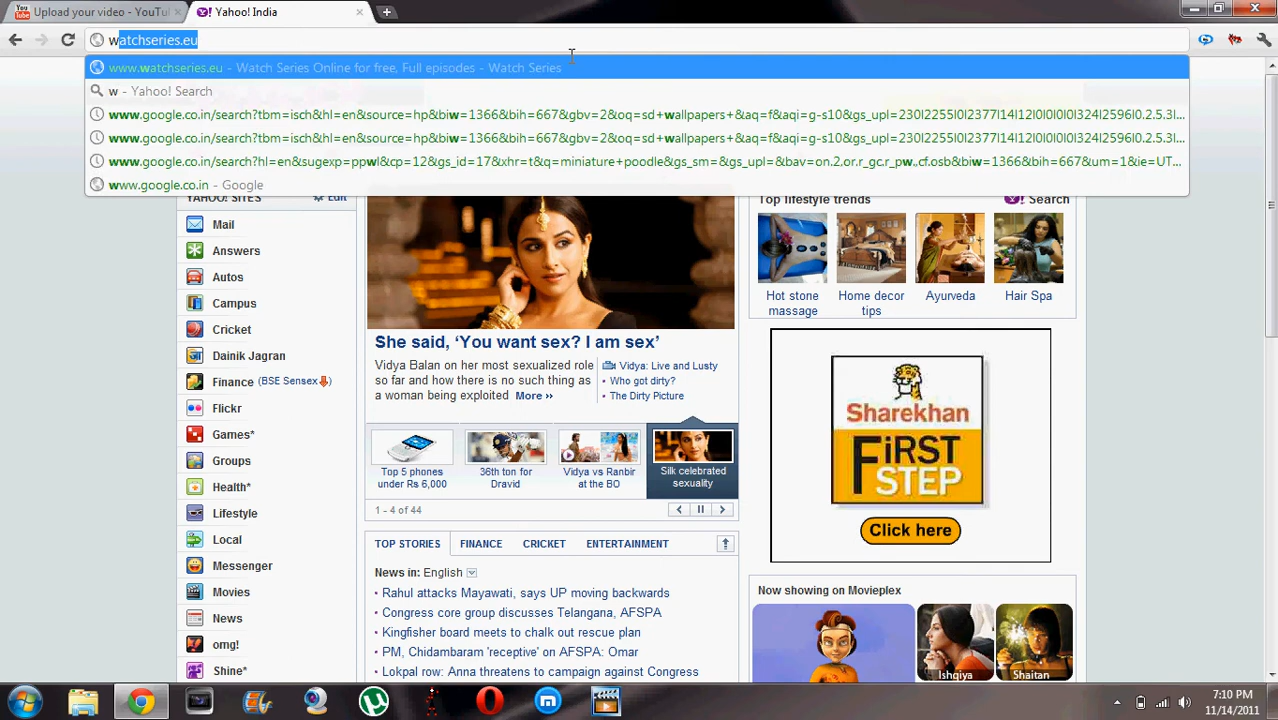 Upload your video - YouTu
Yahoo! India
watchseries.eu
www.watchseries.eu - Watch Series Online for free, Full episodes - Watch Series
w - Yahoo! Search
www.google.co.in/search?tbm=isch&hl=en&source=hp&biw=1366&bih=667&gbv=2&oq=sd+wallpapers+&aq=f&aqi=g-s10&gs_upl=230l2255l0l2377l14l12l0l0l0l0l324l2596l0.2.5.3l...
www.google.co.in/search?tbm=isch&hl=en&source=hp&biw=1366&bih=667&gbv=2&oq=sd+wallpapers+&aq=f&aqi=g-s10&gs_upl=230l2255l0l2377l14l12l0l0l0l0l324l2596l0.2.5.3l...
www.google.co.in/search?hl=en&sugexp=ppwl&cp=12&gs_id=17&xhr=t&q=miniature+poodle&gs_sm=&gs_upl=&bav=on.2,or.r_gc.r_pw.,cf.osb&biw=1366&bih=667&um=1&ie=UT...
www.google.co.in - Google
YAHOO! SITES
Edit
Mail
Answers
Autos
Campus
Cricket
Dainik Jagran
Finance (BSE Sensex)
Flickr
Games*
Groups
Health*
Lifestyle
Local
Messenger
Movies
News
omg!
Shine*
She said, ‘You want sex? I am sex’
Vidya Balan on her most sexualized role
so far and how there is no such thing as
a woman being exploited More ››
Vidya: Live and Lusty
• Who got dirty?
• The Dirty Picture
Top 5 phones
under Rs 6,000
36th ton for
Dravid
Vidya vs Ranbir
at the BO
Silk celebrated
sexuality
1 - 4 of 44
TOP STORIES
FINANCE
CRICKET
ENTERTAINMENT
News in: English
• Rahul attacks Mayawati, says UP moving backwards
• Congress core group discusses Telangana, AFSPA
• Kingfisher board meets to chalk out rescue plan
• PM, Chidambaram 'receptive' on AFSPA: Omar
• Lokpal row: Anna threatens to campaign against Congress
Top lifestyle trends
Y! Search
Hot stone
massage
Home decor
tips
Ayurveda
Hair Spa
Sharekhan
FiRST
STEP
Click here
Now showing on Movieplex
Ishqiya
Shaitan
7:10 PM
11/14/2011